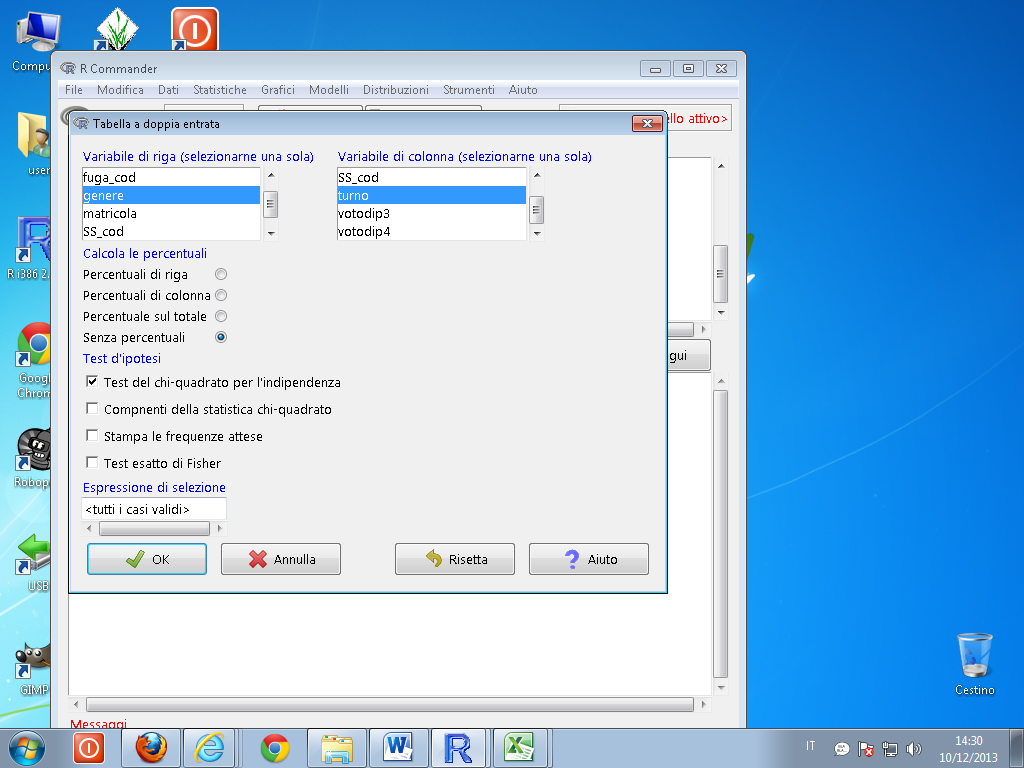 Compu
R Commander
File Modifica Dati Statistiche Grafici Modelli Distribuzioni Strumenti Aiuto
llo attivo>
Tabella a doppia entrata
Variabile di riga (selezionarne una sola) Variabile di colonna (selezionarne una sola)
fuga_cod SS_cod
genere turno
matricola votodip3
SS_cod votodip4
user
Calcola le percentuali
Percentuali di riga
R i386 2.
Percentuali di colonna
Percentuale sul totale
Senza percentuali
gui
Test d'ipotesi
Goog
Chrom
Test del chi-quadrato per l'indipendenza
Compnenti della statistica chi-quadrato
Stampa le frequenze attese
Test esatto di Fisher
Robop
Espressione di selezione
<tutti i casi validi>
OK Annulla Risetta Aiuto
USB
GIMP
Cestino
Messaggi
IT
14:30
10/12/2013